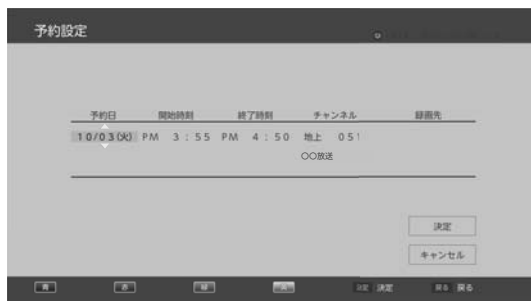 予約設定
予約日 開始時刻 終了時刻 チャンネル 録画先
10/03(火) PM 3:55 PM 4:50 地上 051
〇〇放送
決定
キャンセル
青 赤 緑 黄 決定 決定 戻る 戻る